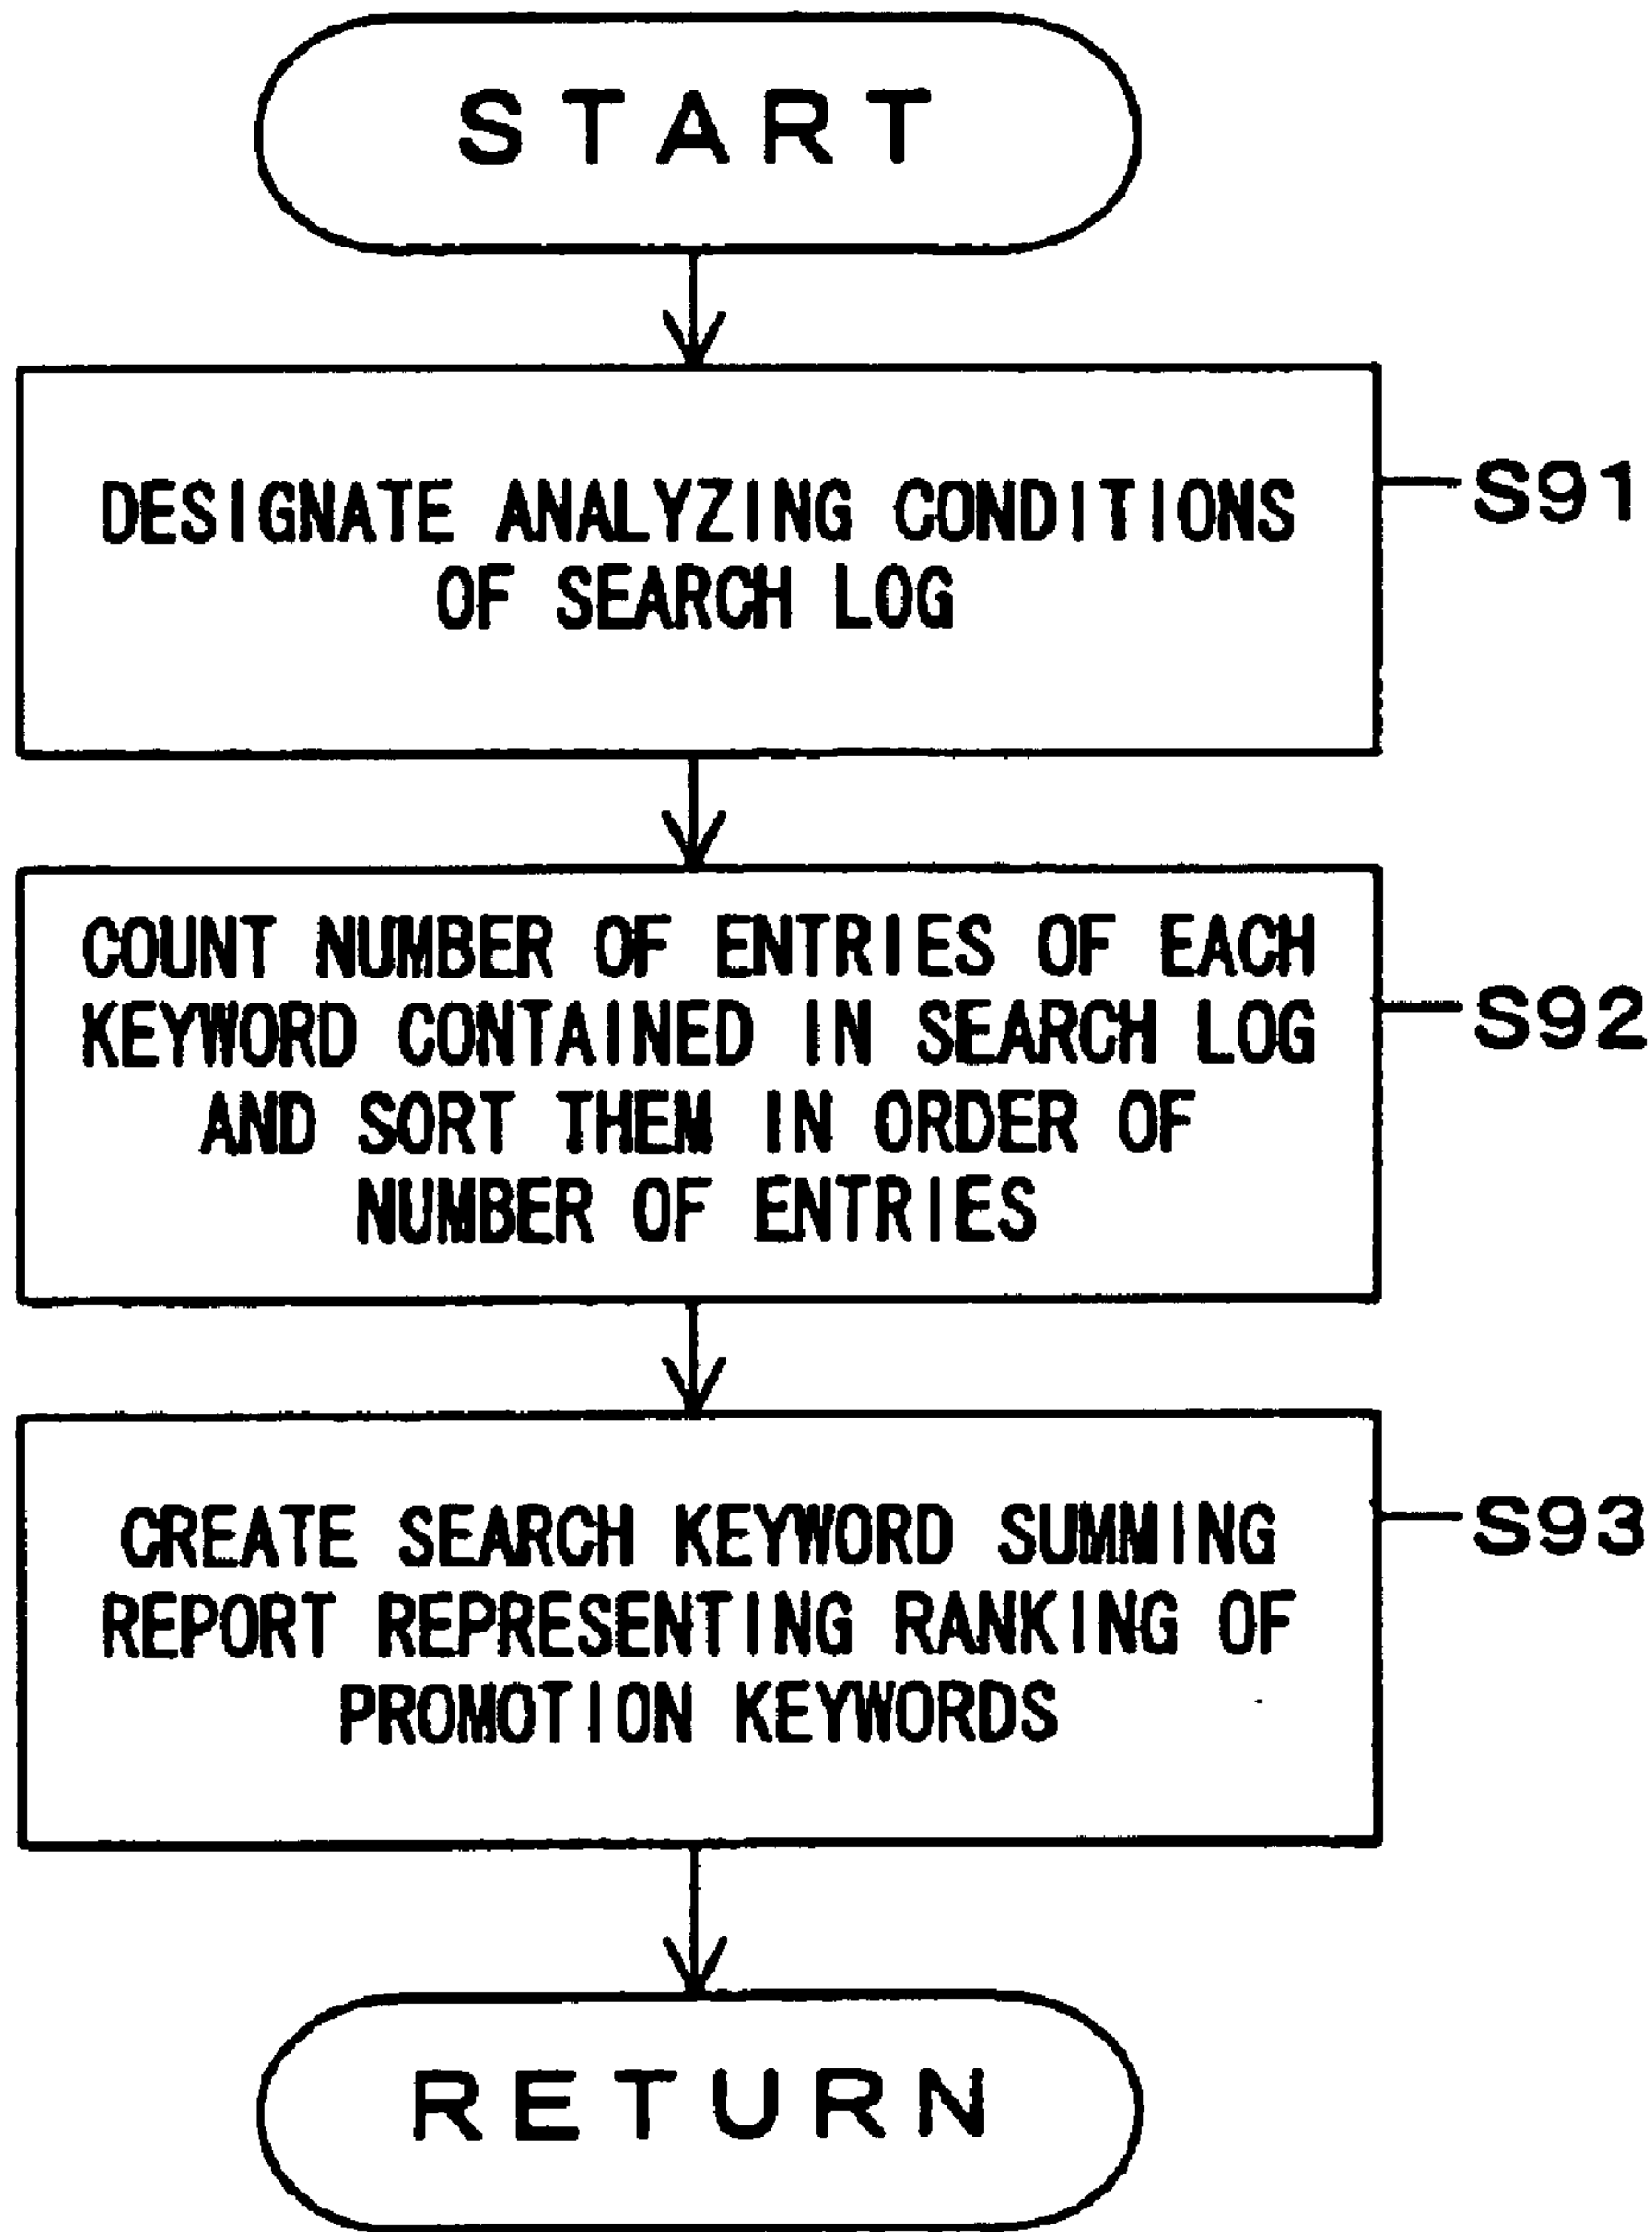 START
DESIGNATE ANALYZING CONDITIONS
OF SEARCH LOG
S91
COUNT NUMBER OF ENTRIES OF EACH
KEYWORD CONTAINED IN SEARCH LOG
AND SORT THEM IN ORDER OF
NUMBER OF ENTRIES
S92
CREATE SEARCH KEYWORD SUMMING
REPORT REPRESENTING RANKING OF
PROMOTION KEYWORDS
S93
RETURN